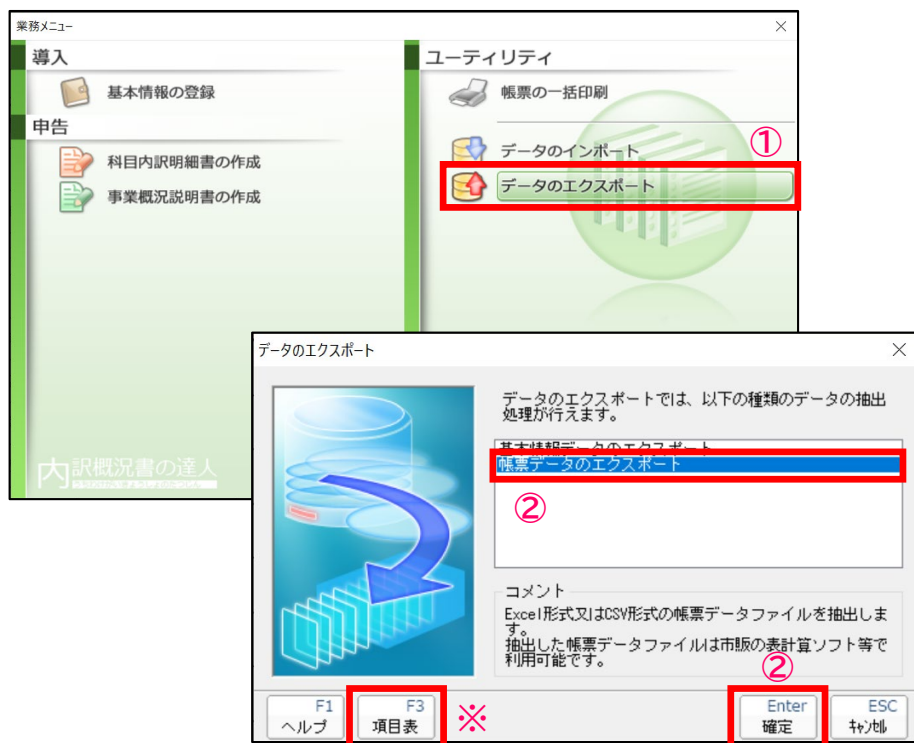 業務メニュー
導入
基本情報の登録
申告
科目内訳明細書の作成
事業概況説明書の作成
ユーティリティ
帳票の一括印刷
データのインポート
①
データのエクスポート
内訳概況書の達人
データのエクスポート
データのエクスポートでは、以下の種類のデータの抽出
処理が行えます。
基本情報データのエクスポート
帳票データのエクスポート
②
コメント
Excel形式又はCSV形式の帳票データファイルを抽出しま
す。
抽出した帳票データファイルは市販の表計算ソフト等で
利用可能です。
②
F1
ヘルプ
F3
項目表
※
Enter
確定
ESC
キャンセル